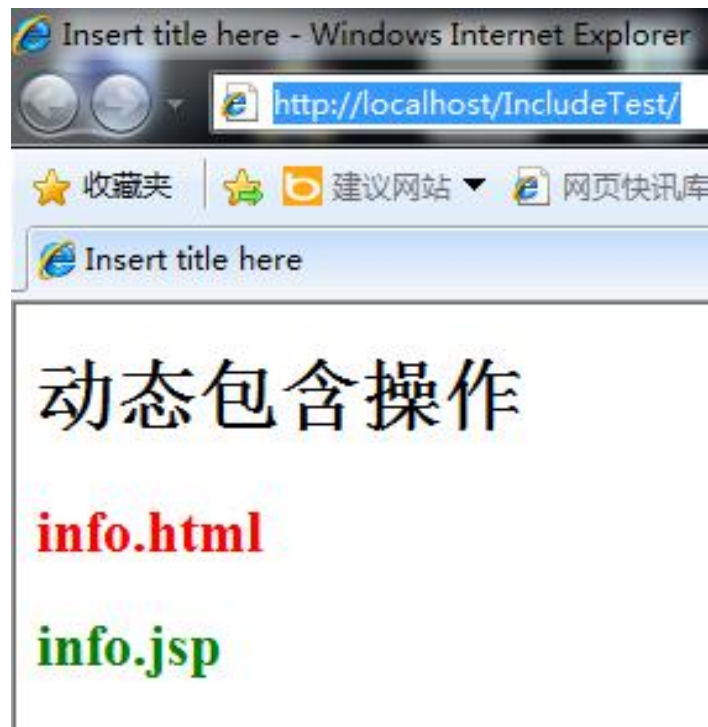 Insert title here - Windows Internet Explorer
http://localhost/IncludeTest/
收藏夹 建议网站 网页快讯库
Insert title here
动态包含操作
info.html
info.jsp